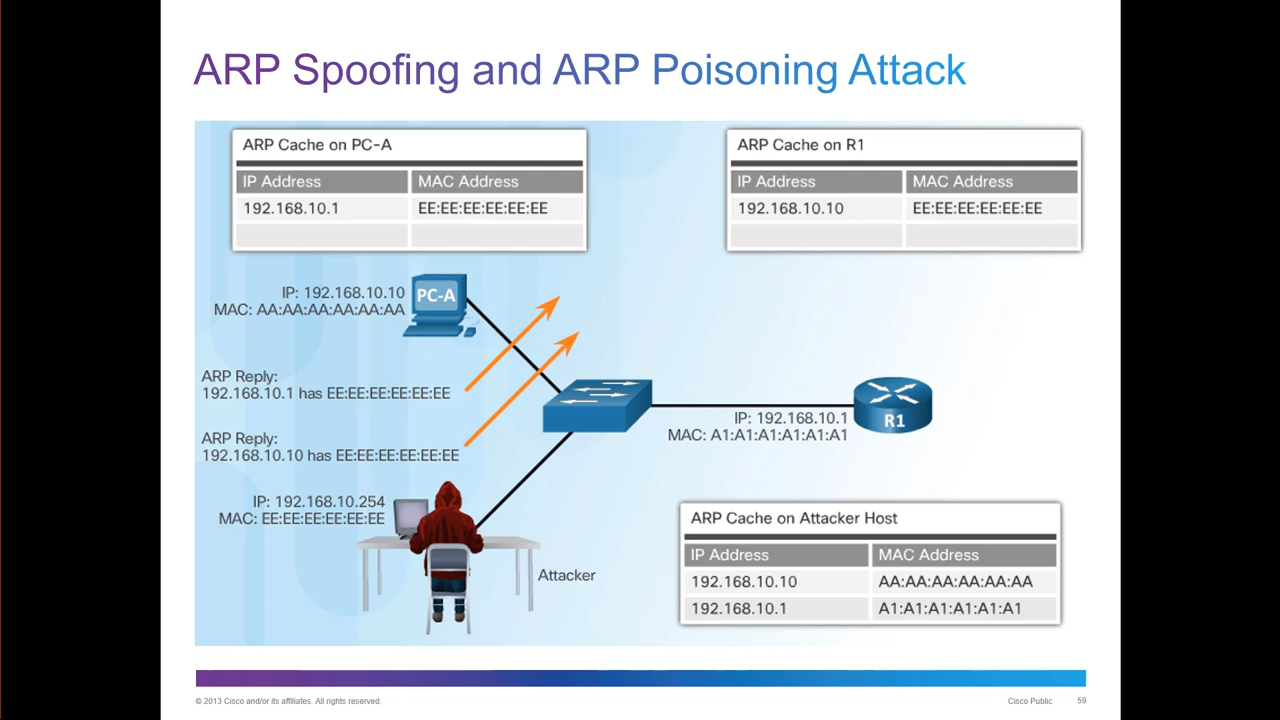 ARP Spoofing and ARP Poisoning Attack
ARP Cache on PC-A
IP Address MAC Address
192.168.10.1 EE:EE:EE:EE:EE:EE
ARP Cache on R1
IP Address MAC Address
192.168.10.10 EE:EE:EE:EE:EE:EE
IP: 192.168.10.10
MAC: AA:AA:AA:AA:AA:AA
PC-A
ARP Reply:
192.168.10.1 has EE:EE:EE:EE:EE:EE
ARP Reply:
192.168.10.10 has EE:EE:EE:EE:EE:EE
IP: 192.168.10.1
MAC: A1:A1:A1:A1:A1:A1
R1
IP: 192.168.10.254
MAC: EE:EE:EE:EE:EE:EE
Attacker
ARP Cache on Attacker Host
IP Address MAC Address
192.168.10.10 AA:AA:AA:AA:AA:AA
192.168.10.1 A1:A1:A1:A1:A1:A1
© 2013 Cisco and/or its affiliates. All rights reserved.
Cisco Public 59